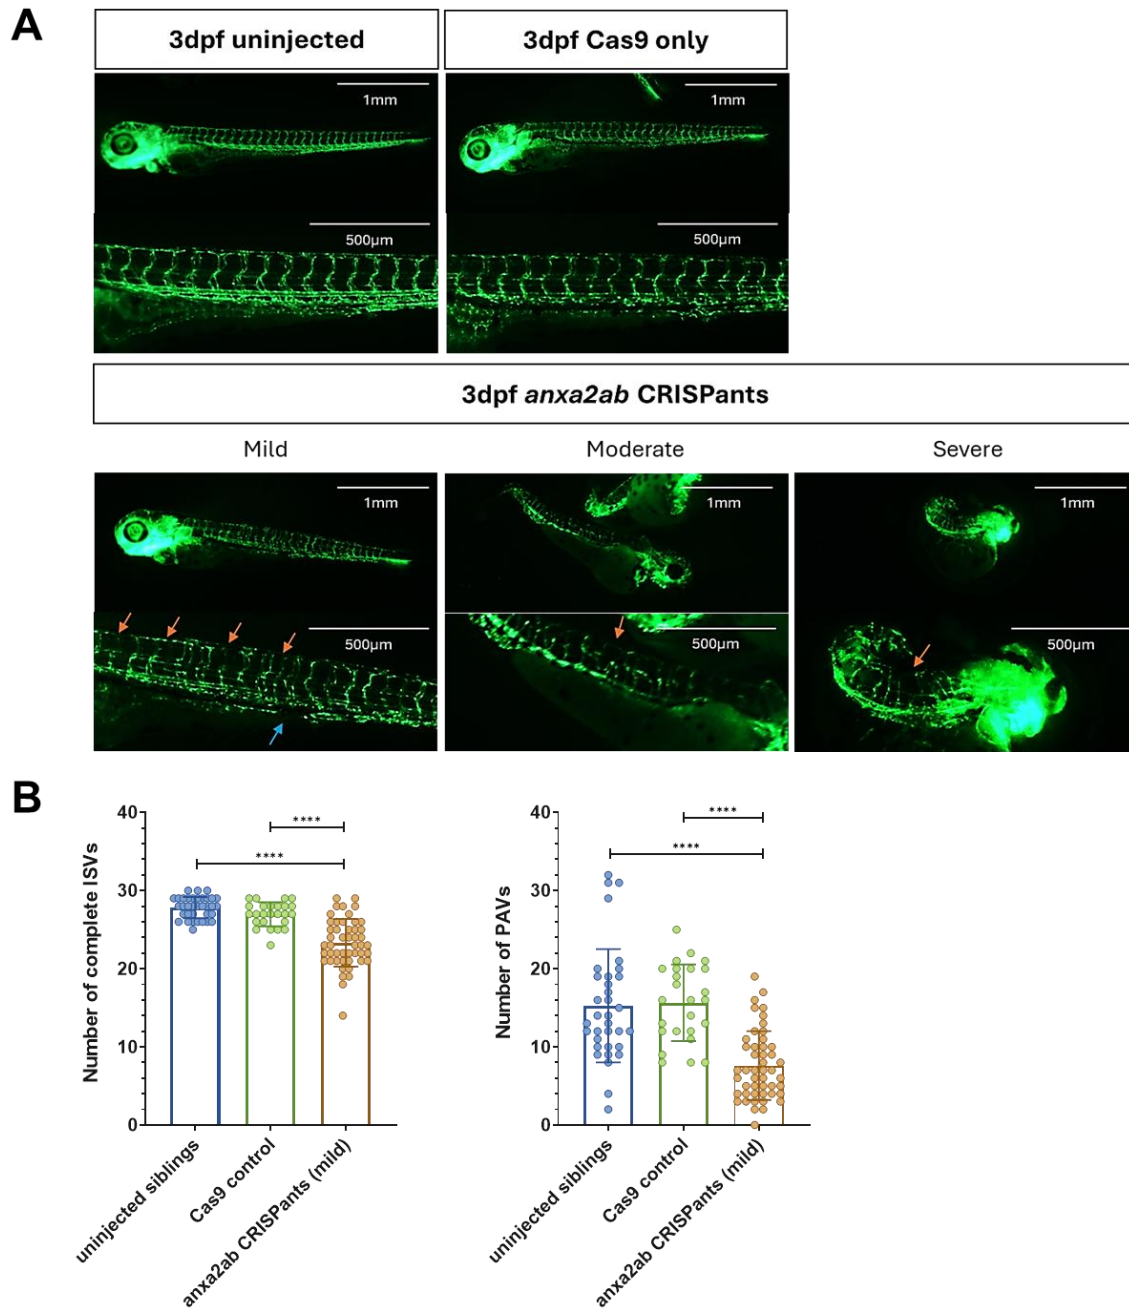 A
3dpf uninjected
3dpf Cas9 only
1mm
1mm
500µm
500µm
3dpf anxa2ab CRISPants
Mild
Moderate
Severe
1mm
1mm
1mm
500µm
500µm
500µm
B
Number of complete ISVs
40
30
20
10
0
****
****
uninjected siblings
Cas9 control
anxa2ab CRISPants (mild)
Number of PAVs
40
30
20
10
0
****
****
uninjected siblings
Cas9 control
anxa2ab CRISPants (mild)